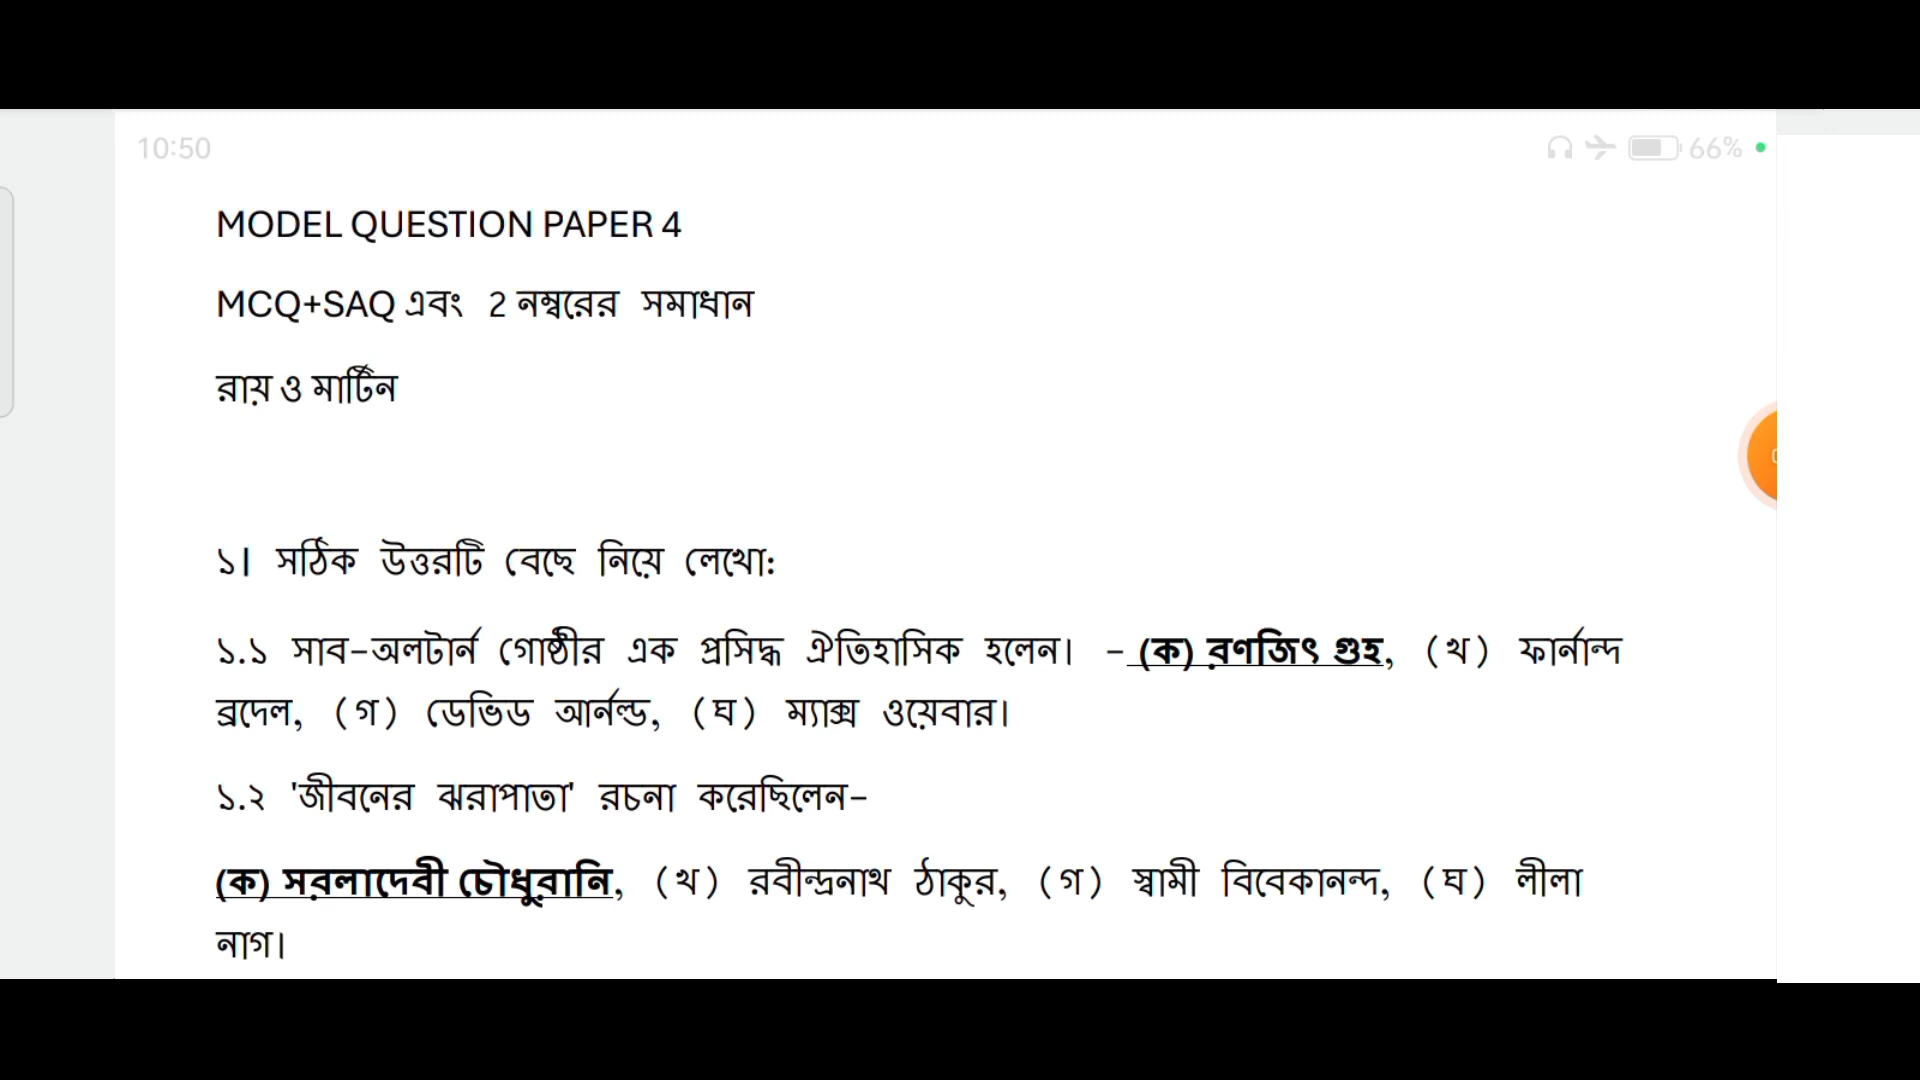 10:50
66%
MODEL QUESTION PAPER 4
MCQ+SAQ এবং 2 নম্বরের সমাধান
রায় ও মার্টিন
১। সঠিক উত্তরটি বেছে নিয়ে লেখো:
১.১ সাব-অলটার্ন গোষ্ঠীর এক প্রসিদ্ধ ঐতিহাসিক হলেন। - (ক) রণজিৎ গুহ, (খ) ফার্নান্দ
ব্রদেল, (গ) ডেভিড আর্নল্ড, (ঘ) ম্যাক্স ওয়েবার।
১.২ 'জীবনের ঝরাপাতা' রচনা করেছিলেন-
(ক) সরলাদেবী চৌধুরানি, (খ) রবীন্দ্রনাথ ঠাকুর, (গ) স্বামী বিবেকানন্দ, (ঘ) লীলা
নাগ।